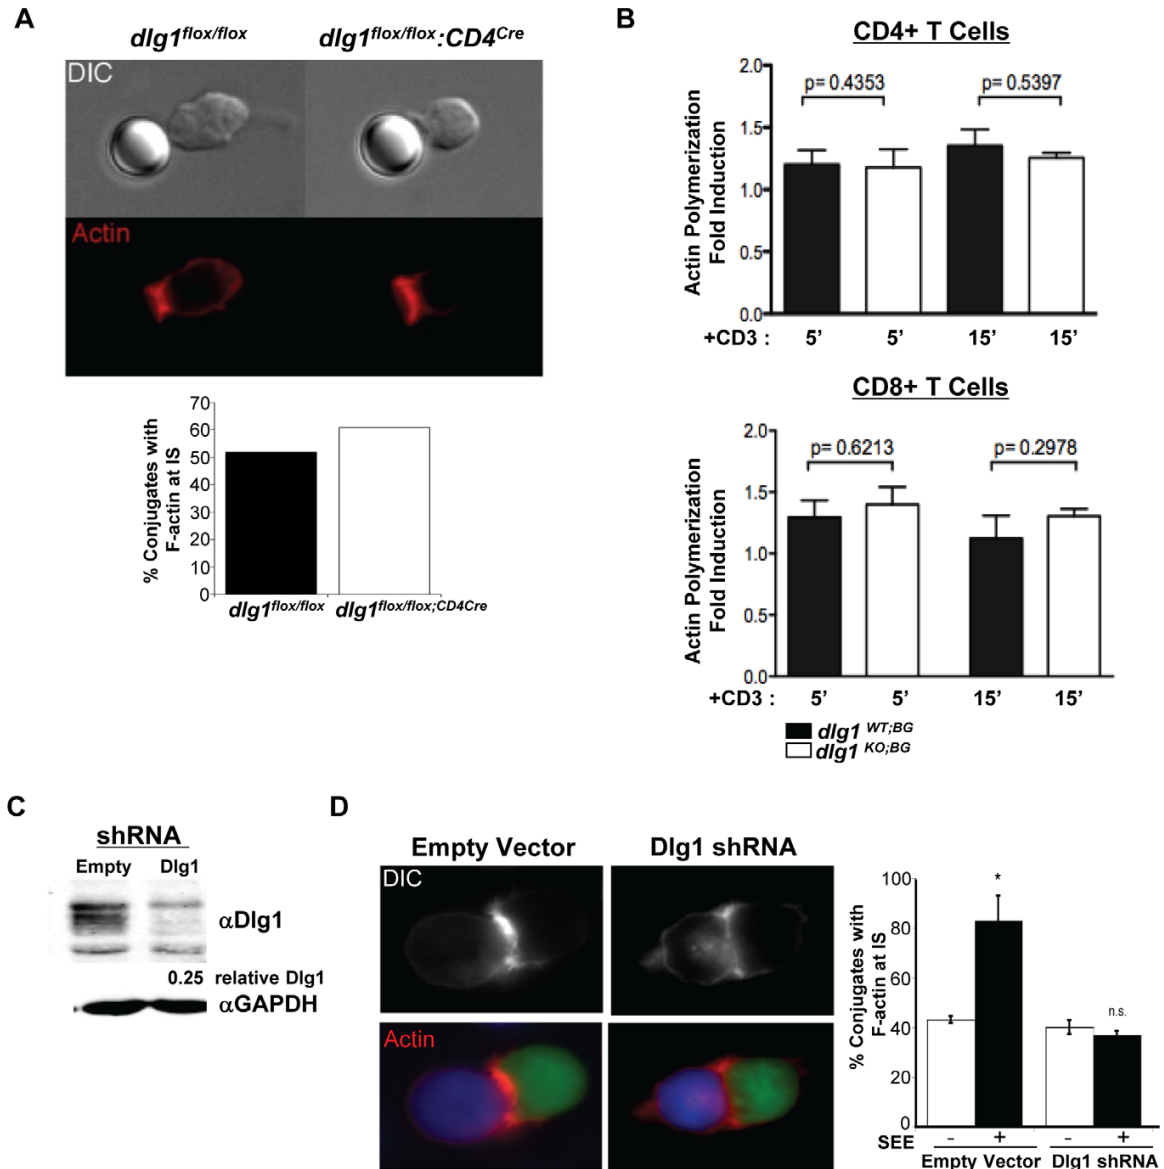 A
dlg1flox/flox
dlg1flox/flox:CD4Cre
DIC
Actin
% Conjugates with
F-actin at IS
70
60
50
40
30
20
10
0
dlg1flox/flox
dlg1flox/flox;CD4Cre
B
CD4+ T Cells
Actin Polymerization
Fold Induction
2.0
1.5
1.0
0.5
0.0
p= 0.4353
p= 0.5397
+CD3 : 5’ 5’ 15’ 15’
CD8+ T Cells
Actin Polymerization
Fold Induction
2.0
1.5
1.0
0.5
0.0
p= 0.6213
p= 0.2978
+CD3 : 5’ 5’ 15’ 15’
dlg1 WT;BG
dlg1 KO;BG
C
shRNA
Empty Dlg1
αDlg1
0.25 relative Dlg1
αGAPDH
D
Empty Vector
Dlg1 shRNA
DIC
Actin
% Conjugates with
F-actin at IS
100
80
60
40
20
0
*
n.s.
SEE - + - +
Empty Vector Dlg1 shRNA